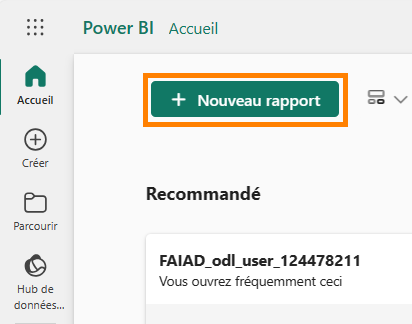 Power BI Accueil
Accueil
+ Nouveau rapport
Créer
Recommandé
Parcourir
FAIAD_odl_user_124478211
Vous ouvrez fréquemment ceci
Hub de
données...